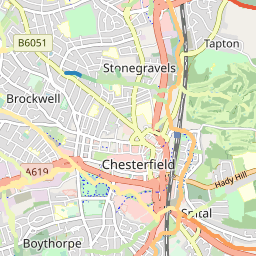 B6051
Tapton
Stonegravels
Brockwell
Chesterfield
A619
Hady Hill
Spital
Boythorpe